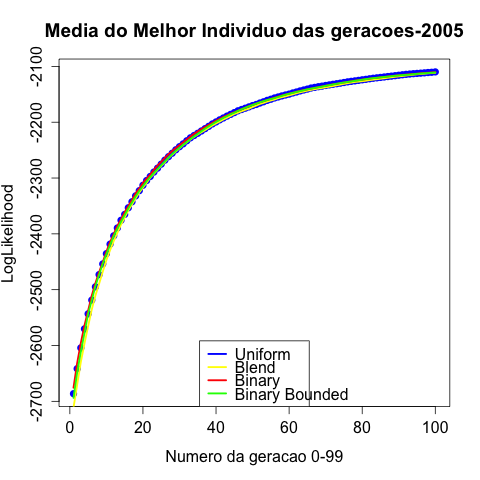 Media do Melhor Individuo das geracoes-2005
LogLikelihood
-2100
-2200
-2300
-2400
-2500
-2600
-2700
Uniform
Blend
Binary
Binary Bounded
0 20 40 60 80 100
Numero da geracao 0-99